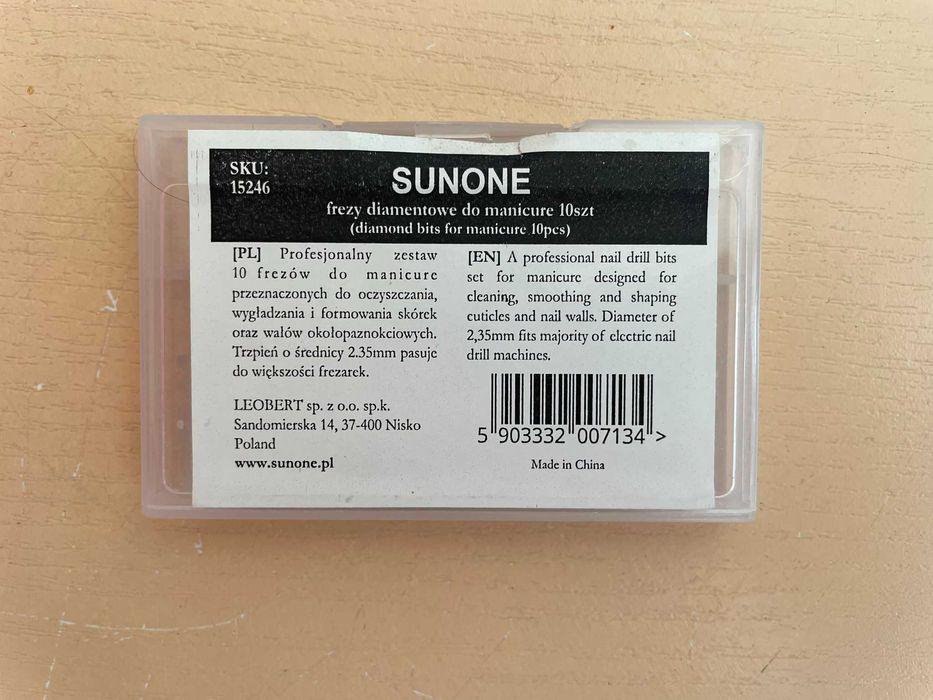 SKU:
15246
SUNONE
frezy diamentowe do manicure 10szt
(diamond bits for manicure 10pcs)
[PL] Profesjonalny zestaw
10 frezów do manicure
przeznaczonych do oczyszczania,
wygładzania i formowania skórek
oraz wałów okołopaznokciowych.
Trzpień o średnicy 2.35mm pasuje
do większości frezarek.
LEOBERT sp. z o.o. sp.k.
Sandomierska 14, 37-400 Nisko
Poland
www.sunone.pl
[EN] A professional nail drill bits
set for manicure designed for
cleaning, smoothing and shaping
cuticles and nail walls. Diameter of
2,35mm fits majority of electric nail
drill machines.
5 903332 007134 >
Made in China